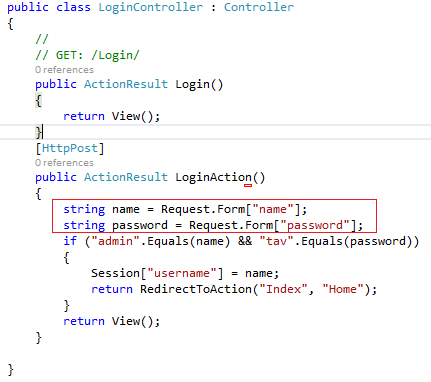 public class LoginController : Controller
{
//
// GET: /Login/
0 references
public ActionResult Login()
{
return View();
}
[HttpPost]
0 references
public ActionResult LoginAction()
{
string name = Request.Form["name"];
string password = Request.Form["password"];
if ("admin".Equals(name) && "tav".Equals(password))
{
Session["username"] = name;
return RedirectToAction("Index", "Home");
}
return View();
}
}